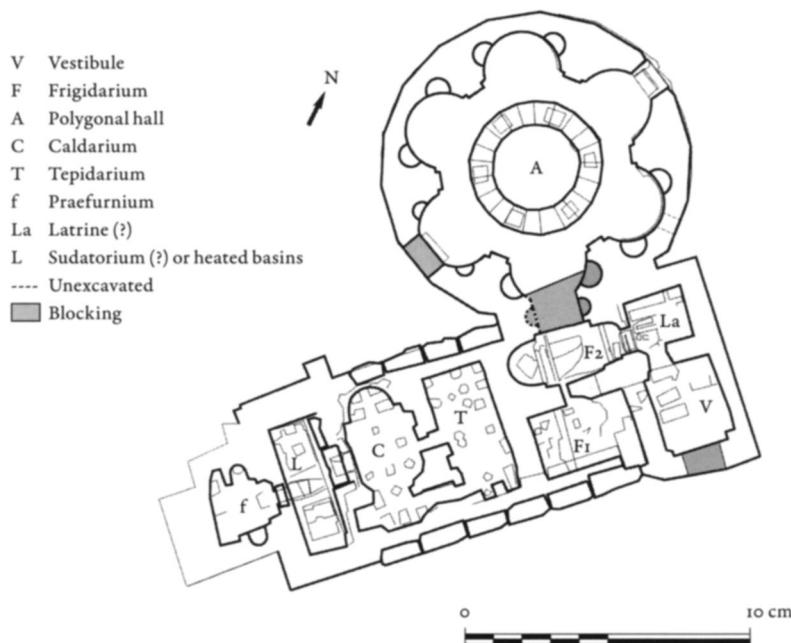 V Vestibule
F Frigidarium
A Polygonal hall
C Caldarium
T Tepidarium
f Praefurnium
La Latrine (?)
L Sudatorium (?) or heated basins
---- Unexcavated
Blocking
N
A
La
F2
V
T
F1
C
L
f
0 10 cm